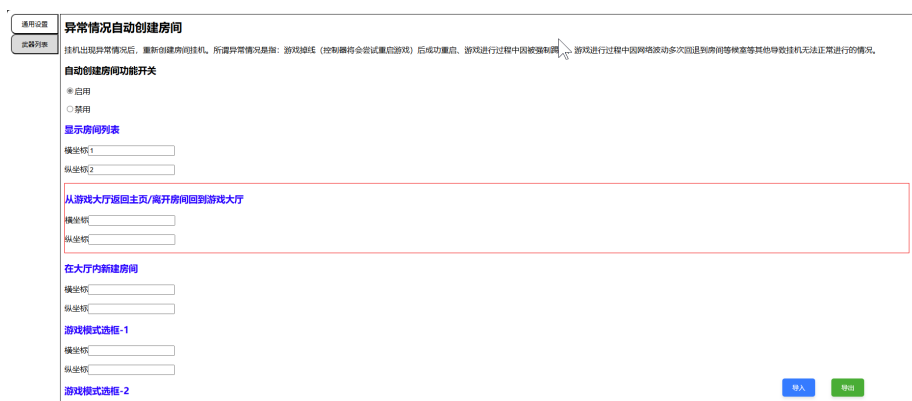 通用设置
武器列表
异常情况自动创建房间
挂机出现异常情况后，重新创建房间挂机。所谓异常情况是指：游戏掉线（控制器将会尝试重启游戏）后成功重启、游戏进行过程中因被强制踢 游戏进行过程中因网络波动多次回退到房间等候室等其他导致挂机无法正常进行的情况。
自动创建房间功能开关
启用
禁用
显示房间列表
横坐标1
纵坐标2
从游戏大厅返回主页/离开房间回到游戏大厅
横坐标
纵坐标
在大厅内新建房间
横坐标
纵坐标
游戏模式选框-1
横坐标
纵坐标
游戏模式选框-2
导入 导出